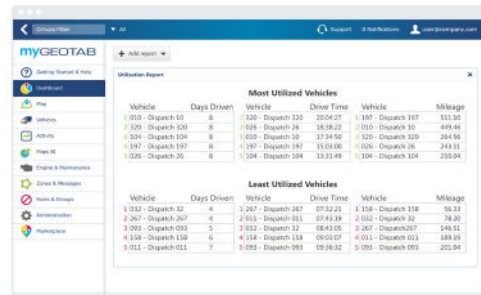 Groups Filter
All
Support
0 Notifications
user@company.com
myGEOTAB
Add report
Getting Started & Help
Dashboard
Map
Vehicles
Activity
Engine & Maintenance
Zones & Messages
Rules & Groups
Administration
Marketplace
Utilization Report
x
Most Utilized Vehicles
Vehicle Days Driven Vehicle Drive Time Vehicle Mileage
1 010 - Dispatch 10 8 1 320 - Dispatch 320 20:04:27 1 197 - Dispatch 197 511.10
2 320 - Dispatch 320 8 2 026 - Dispatch 26 18:38:22 2 010 - Dispatch 10 449.46
3 104 - Dispatch 104 8 3 010 - Dispatch 10 17:34:50 3 320 - Dispatch 320 264.56
4 197 - Dispatch 197 8 4 197 - Dispatch 197 15:03:00 4 026 - Dispatch 26 243.11
5 026 - Dispatch 26 8 5 104 - Dispatch 104 13:31:49 5 104 - Dispatch 104 210.04
Least Utilized Vehicles
Vehicle Days Driven Vehicle Drive Time Vehicle Mileage
1 032 - Dispatch 32 4 1 267 - Dispatch 267 07:32:21 1 158 - Dispatch 158 56.33
2 267 - Dispatch 267 4 2 011 - Dispatch 011 07:43:19 2 032 - Dispatch 32 78.20
3 093 - Dispatch 093 5 3 032 - Dispatch 32 08:43:05 3 267 - Dispatch267 146.51
4 158 - Dispatch 158 6 4 158 - Dispatch 158 09:03:07 4 011 - Dispatch 011 189.19
5 011 - Dispatch 011 7 5 093 - Dispatch 093 09:36:32 5 093 - Dispatch 093 201.64